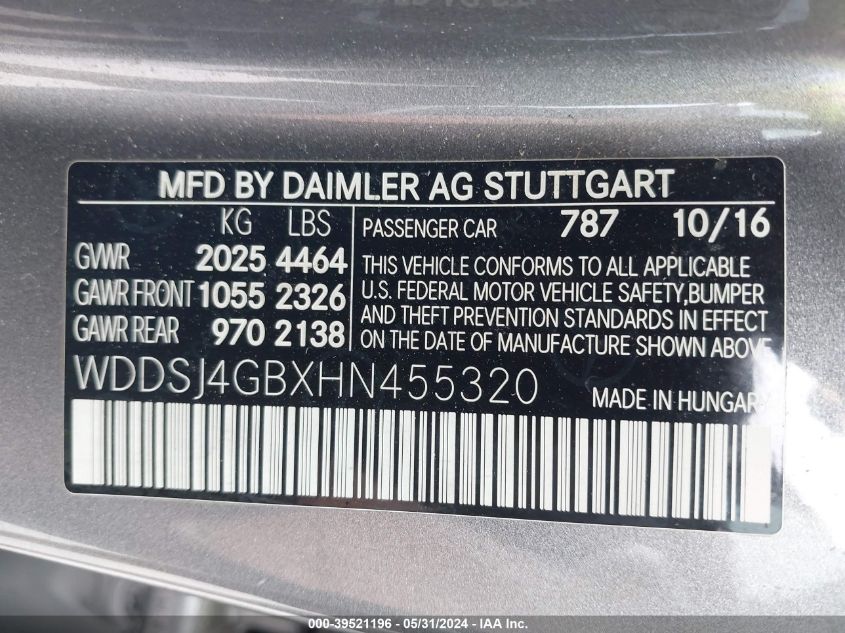 MFD BY DAIMLER AG STUTTGART
KG LBS
GVWR 2025 4464
GAWR FRONT 1055 2326
GAWR REAR 970 2138
PASSENGER CAR 787 10/16
THIS VEHICLE CONFORMS TO ALL APPLICABLE
U.S. FEDERAL MOTOR VEHICLE SAFETY,BUMPER
AND THEFT PREVENTION STANDARDS IN EFFECT
ON THE DATE OF MANUFACTURE SHOWN ABOVE
WDDSJ4GBXHN455320
MADE IN HUNGARY
000-39521196 - 05/31/2024 - IAA Inc.